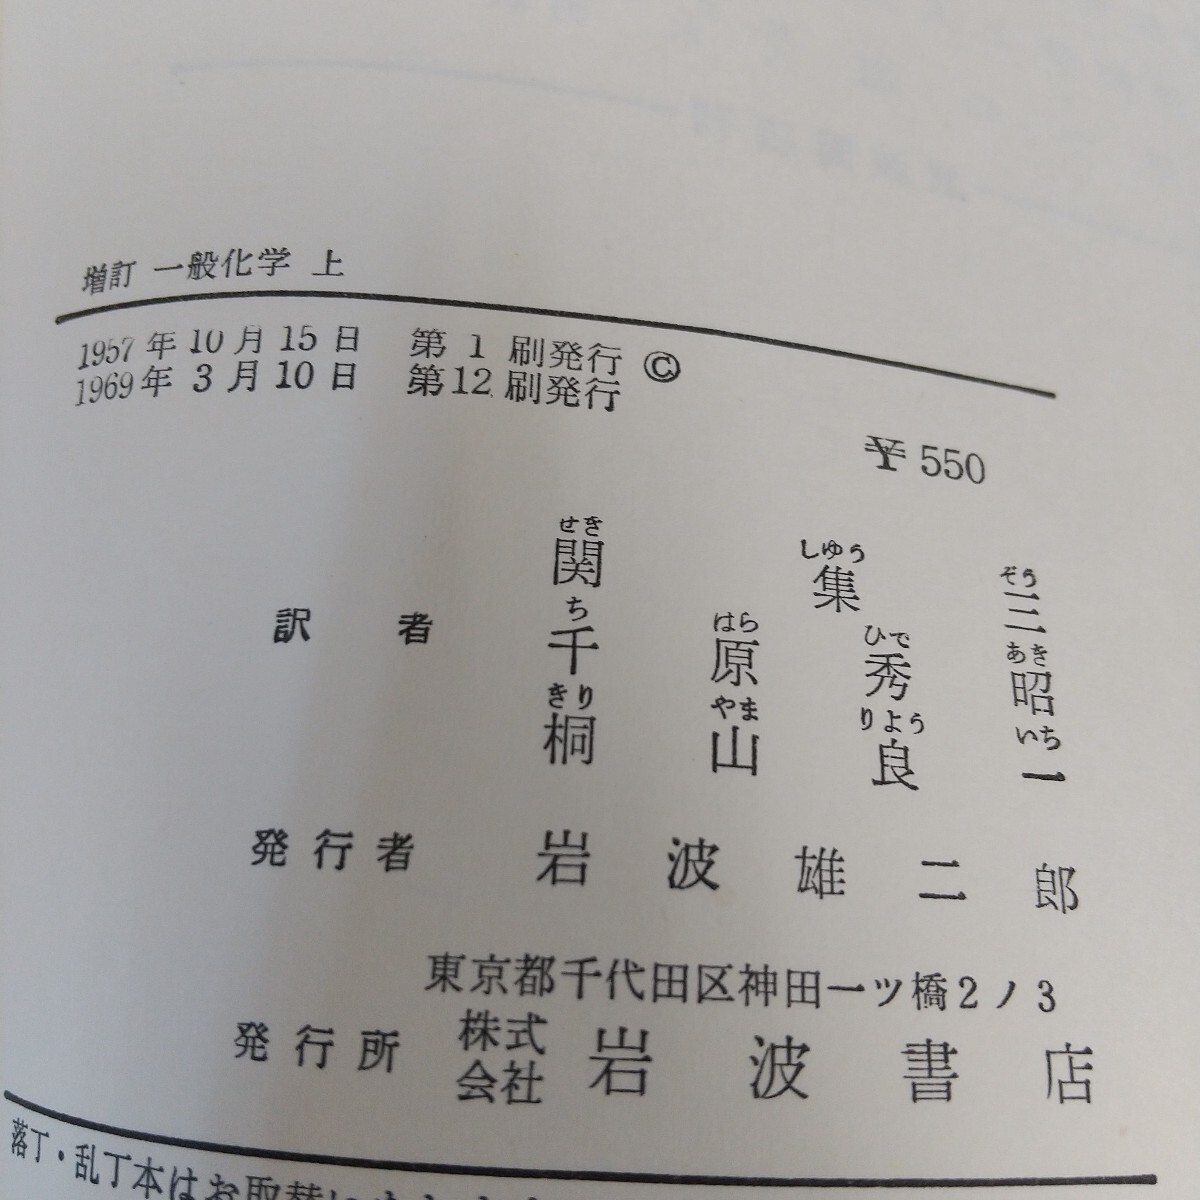 増訂 一般化学 上
1957年10月15日 第1刷発行 ©
1969年3月10日 第12刷発行
¥550
せき しゆう ぞう
関 集 三
ち はら ひで あき
訳者 千原秀昭
きり やま りよう いち
桐山良一
発行者 岩波雄二郎
東京都千代田区神田一ツ橋2ノ3
発行所 株式会社 岩波書店
落丁・乱丁本はお取替